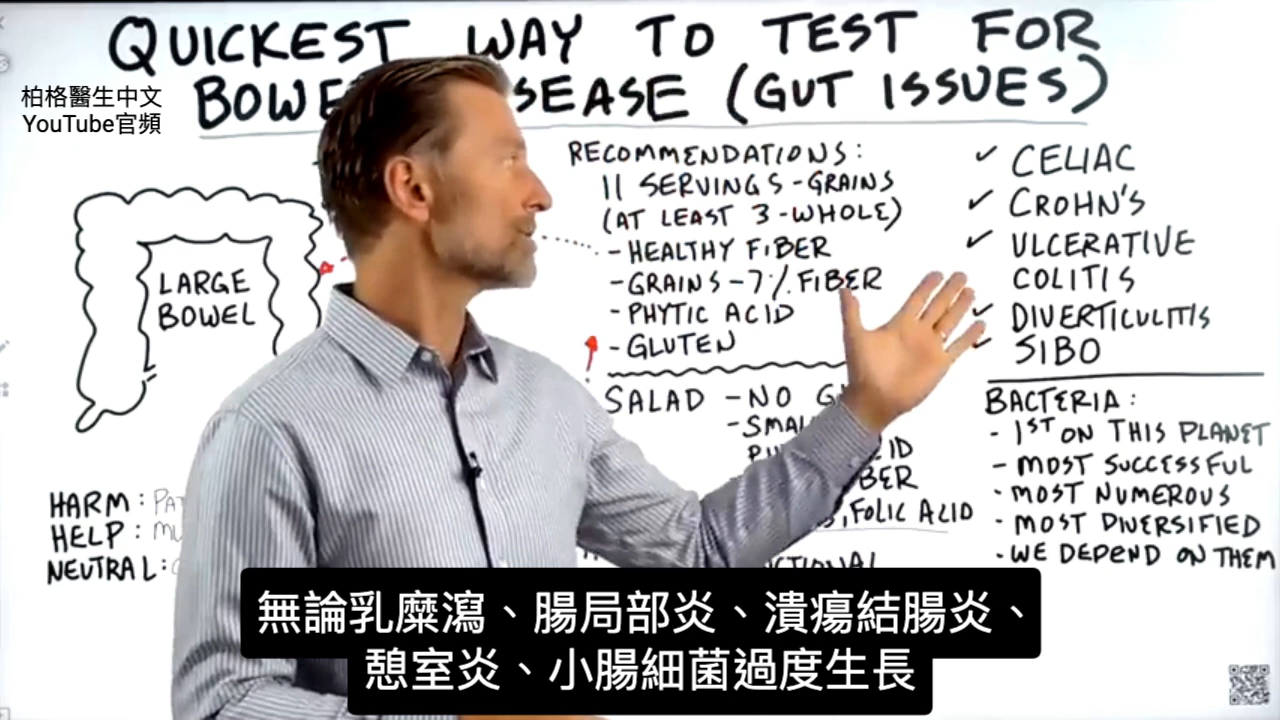 QUICKEST WAY TO TEST FOR
DISEASE (GUT ISSUES)
柏格醫生中文
YouTube官頻
LARGE
BOWEL
HARM:
HELP:
NEUTRAL:
RECOMMENDATIONS:
11 SERVINGS-GRAINS
(AT LEAST 3-WHOLE)
-HEALTHY FIBER
-GRAINS-7% FIBER
-PHYTIC ACID
-GLUTEN
SALAD -NO
, FOLIC ACID
✓ CELIAC
✓ CROHN'S
✓ ULCERATIVE
COLITIS
✓ DIVERTICULITIS
✓ SIBO
BACTERIA:
- 1ST ON THIS PLANET
- MOST SUCCESSFUL
- MOST NUMEROUS
- MOST DIVERSIFIED
- WE DEPEND ON THEM
無論乳糜瀉、腸局部炎、潰瘍結腸炎、
憩室炎、小腸細菌過度生長